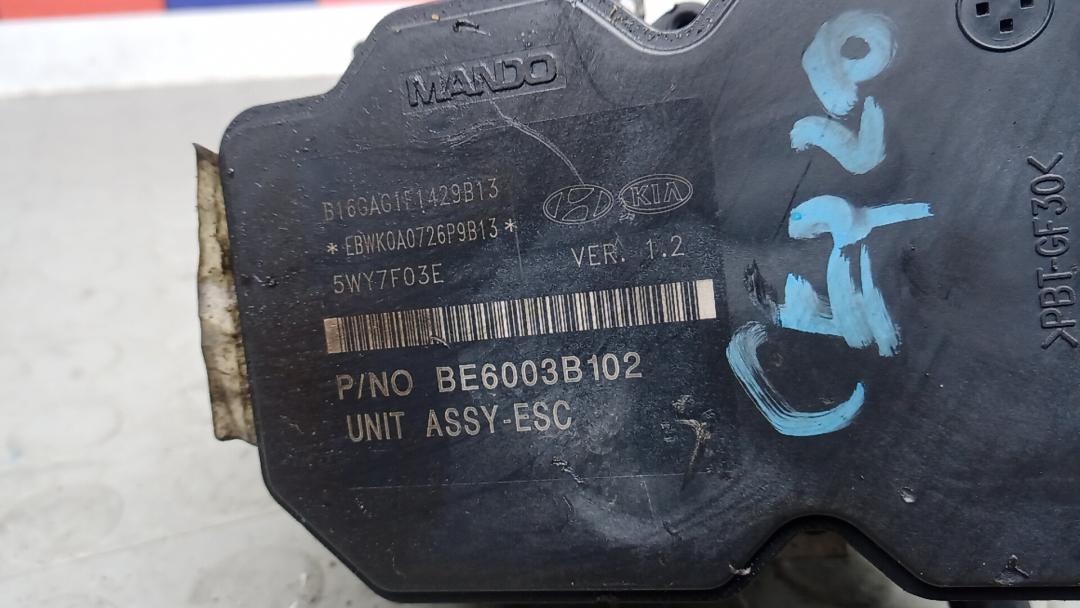 MANDO
B16GAG1F1429B13
*EBWK0A0726P9B13*
5WY7F03E
KIA
VER. 1.2
P/NO BE6003B102
UNIT ASSY-ESC
>PBT-GF30<